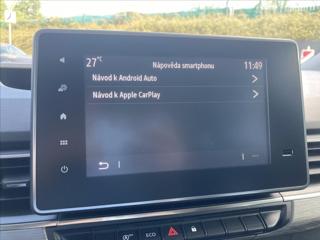 27°C Nápověda smartphonu 11:49
Návod k Android Auto
Návod k Apple CarPlay
ECO